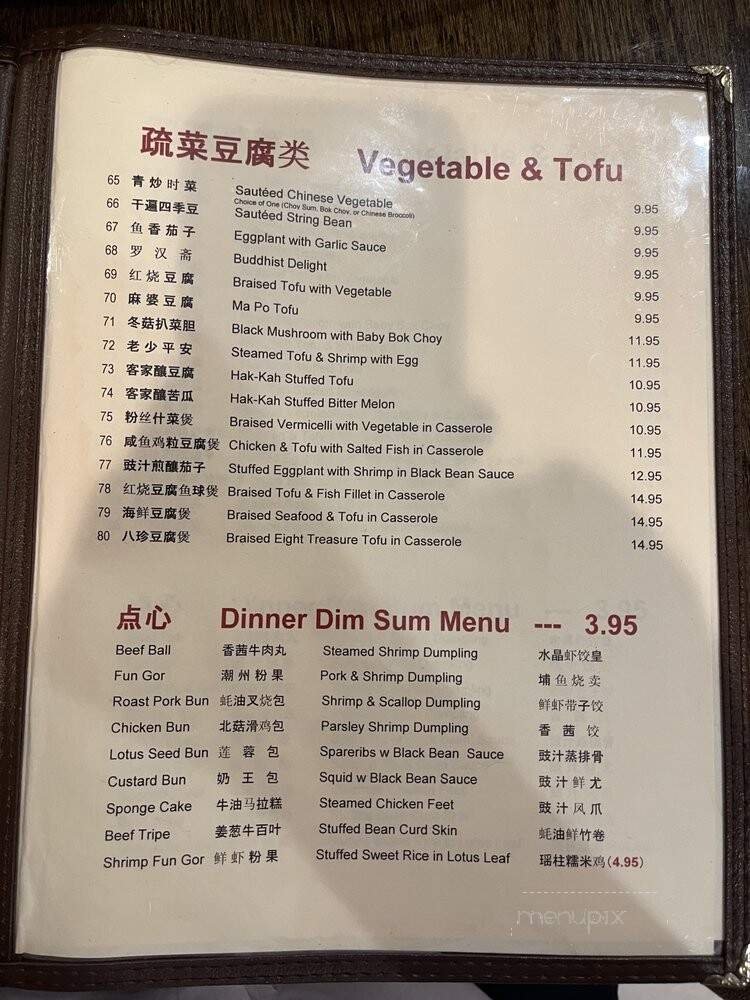 疏菜豆腐类 Vegetable & Tofu
65 青炒时菜 Sautéed Chinese Vegetable 9.95
Choice of One (Choy Sum, Bok Choy, or Chinese Broccoli)
66 干遍四季豆 Sautéed String Bean 9.95
67 鱼香茄子 Eggplant with Garlic Sauce 9.95
68 罗汉斋 Buddhist Delight 9.95
69 红烧豆腐 Braised Tofu with Vegetable 9.95
70 麻婆豆腐 Ma Po Tofu 9.95
71 冬菇扒菜胆 Black Mushroom with Baby Bok Choy 11.95
72 老少平安 Steamed Tofu & Shrimp with Egg 11.95
73 客家釀豆腐 Hak-Kah Stuffed Tofu 10.95
74 客家釀苦瓜 Hak-Kah Stuffed Bitter Melon 10.95
75 粉丝什菜煲 Braised Vermicelli with Vegetable in Casserole 10.95
76 咸鱼鸡粒豆腐煲 Chicken & Tofu with Salted Fish in Casserole 11.95
77 豉汁煎釀茄子 Stuffed Eggplant with Shrimp in Black Bean Sauce 12.95
78 红烧豆腐鱼球煲 Braised Tofu & Fish Fillet in Casserole 14.95
79 海鲜豆腐煲 Braised Seafood & Tofu in Casserole 14.95
80 八珍豆腐煲 Braised Eight Treasure Tofu in Casserole 14.95
点心 Dinner Dim Sum Menu --- 3.95
Beef Ball 香茜牛肉丸 Steamed Shrimp Dumpling 水晶虾饺皇
Fun Gor 潮州粉果 Pork & Shrimp Dumpling 埔鱼烧卖
Roast Pork Bun 蚝油叉烧包 Shrimp & Scallop Dumpling 鲜虾带子饺
Chicken Bun 北菇滑鸡包 Parsley Shrimp Dumpling 香茜饺
Lotus Seed Bun 莲蓉包 Spareribs w Black Bean Sauce 豉汁蒸排骨
Custard Bun 奶王包 Squid w Black Bean Sauce 豉汁鲜尤
Sponge Cake 牛油马拉糕 Steamed Chicken Feet 豉汁凤爪
Beef Tripe 姜葱牛百叶 Stuffed Bean Curd Skin 蚝油鲜竹卷
Shrimp Fun Gor 鲜虾粉果 Stuffed Sweet Rice in Lotus Leaf 瑶柱糯米鸡(4.95)
menupix